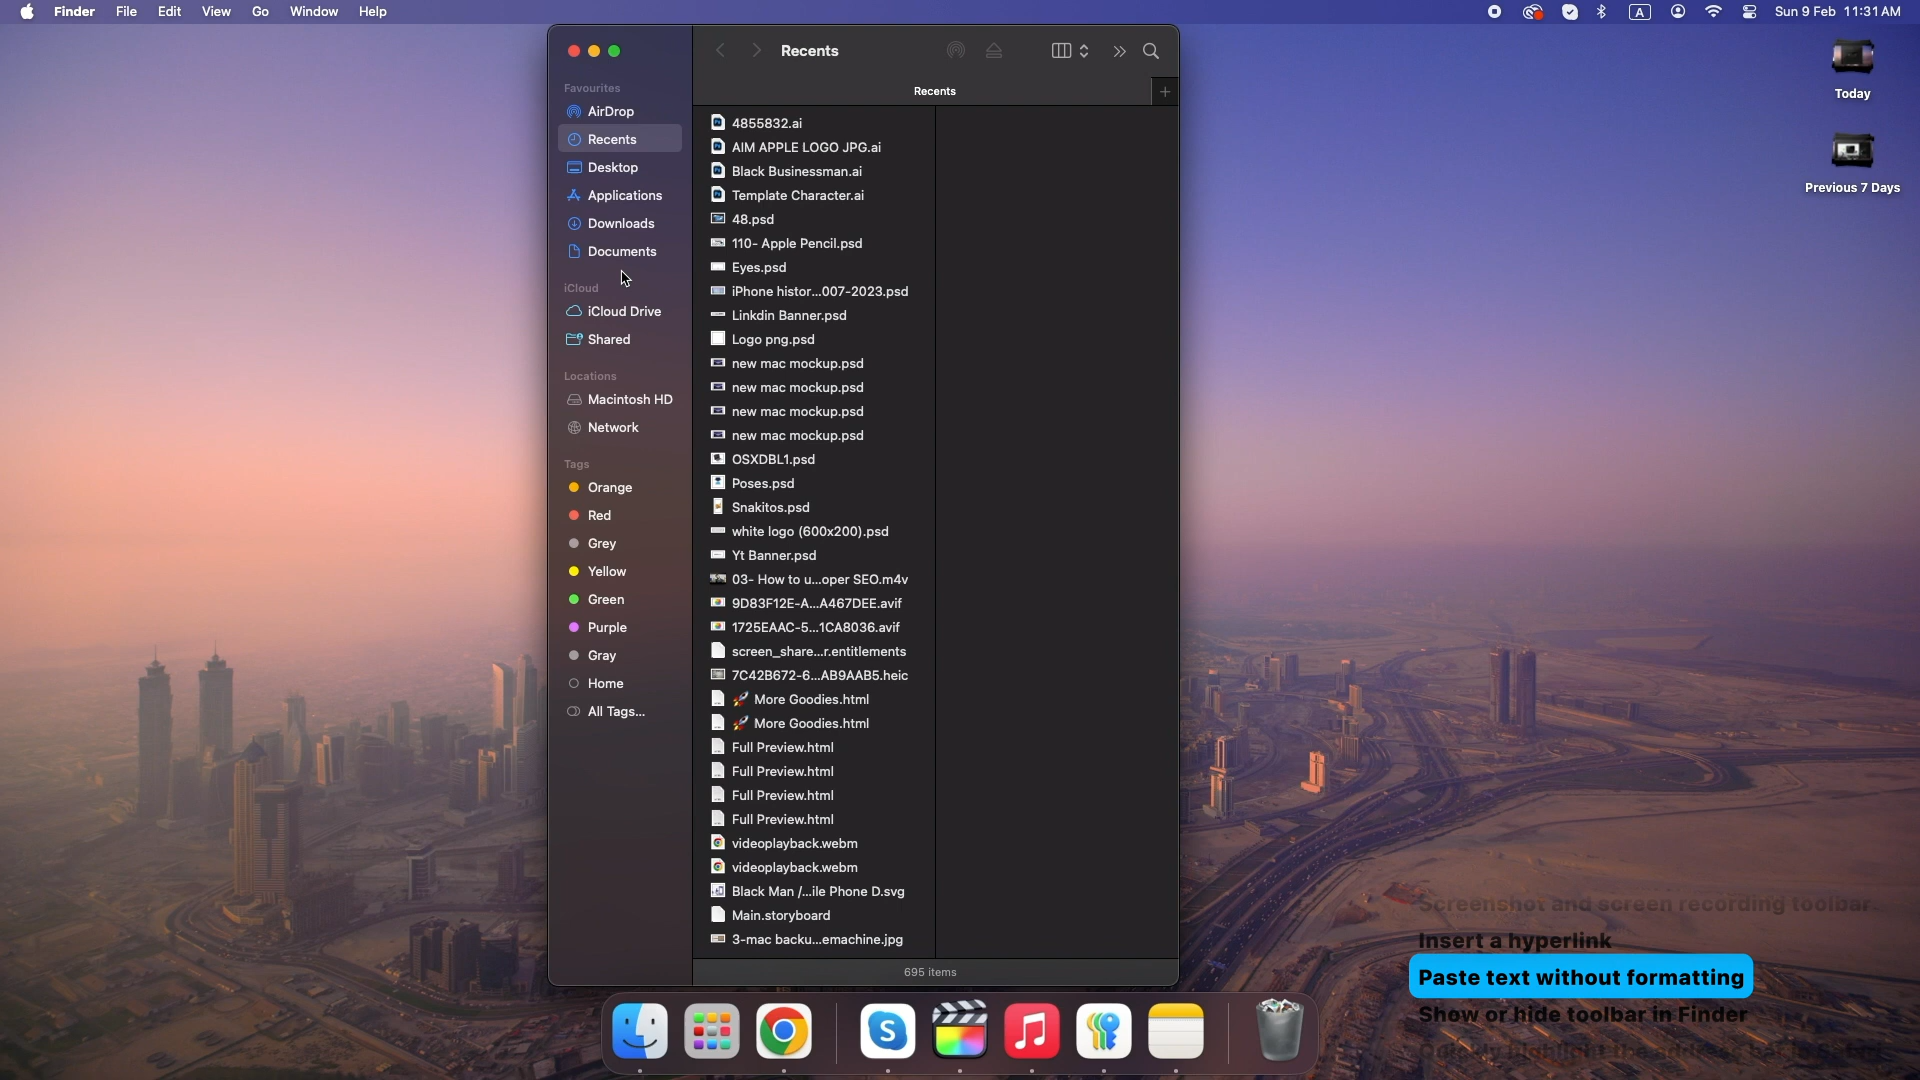 Finder File Edit View Go Window Help
A
Sun 9 Feb 11:31 AM
Recents
Recents
Favourites
AirDrop
Recents
Desktop
Applications
Downloads
Documents
iCloud
iCloud Drive
Shared
Locations
Macintosh HD
Network
Tags
Orange
Red
Grey
Yellow
Green
Purple
Gray
Home
All Tags...
4855832.ai
AIM APPLE LOGO JPG.ai
Black Businessman.ai
Template Character.ai
48.psd
110- Apple Pencil.psd
Eyes.psd
iPhone histor...007-2023.psd
Linkdin Banner.psd
Logo png.psd
new mac mockup.psd
new mac mockup.psd
new mac mockup.psd
new mac mockup.psd
OSXDBL1.psd
Poses.psd
Snakitos.psd
white logo (600x200).psd
Yt Banner.psd
03- How to u...oper SEO.m4v
9D83F12E-A...A467DEE.avif
1725EAAC-5...1CA8036.avif
screen_share...r.entitlements
7C42B672-6...AB9AAB5.heic
🚀 More Goodies.html
🚀 More Goodies.html
Full Preview.html
Full Preview.html
Full Preview.html
Full Preview.html
videoplayback.webm
videoplayback.webm
Black Man /...ile Phone D.svg
Main.storyboard
3-mac backu...emachine.jpg
695 items
Today
Previous 7 Days
Screenshot and screen recording toolbar
Insert a hyperlink
Paste text without formatting
Show or hide toolbar in Finder